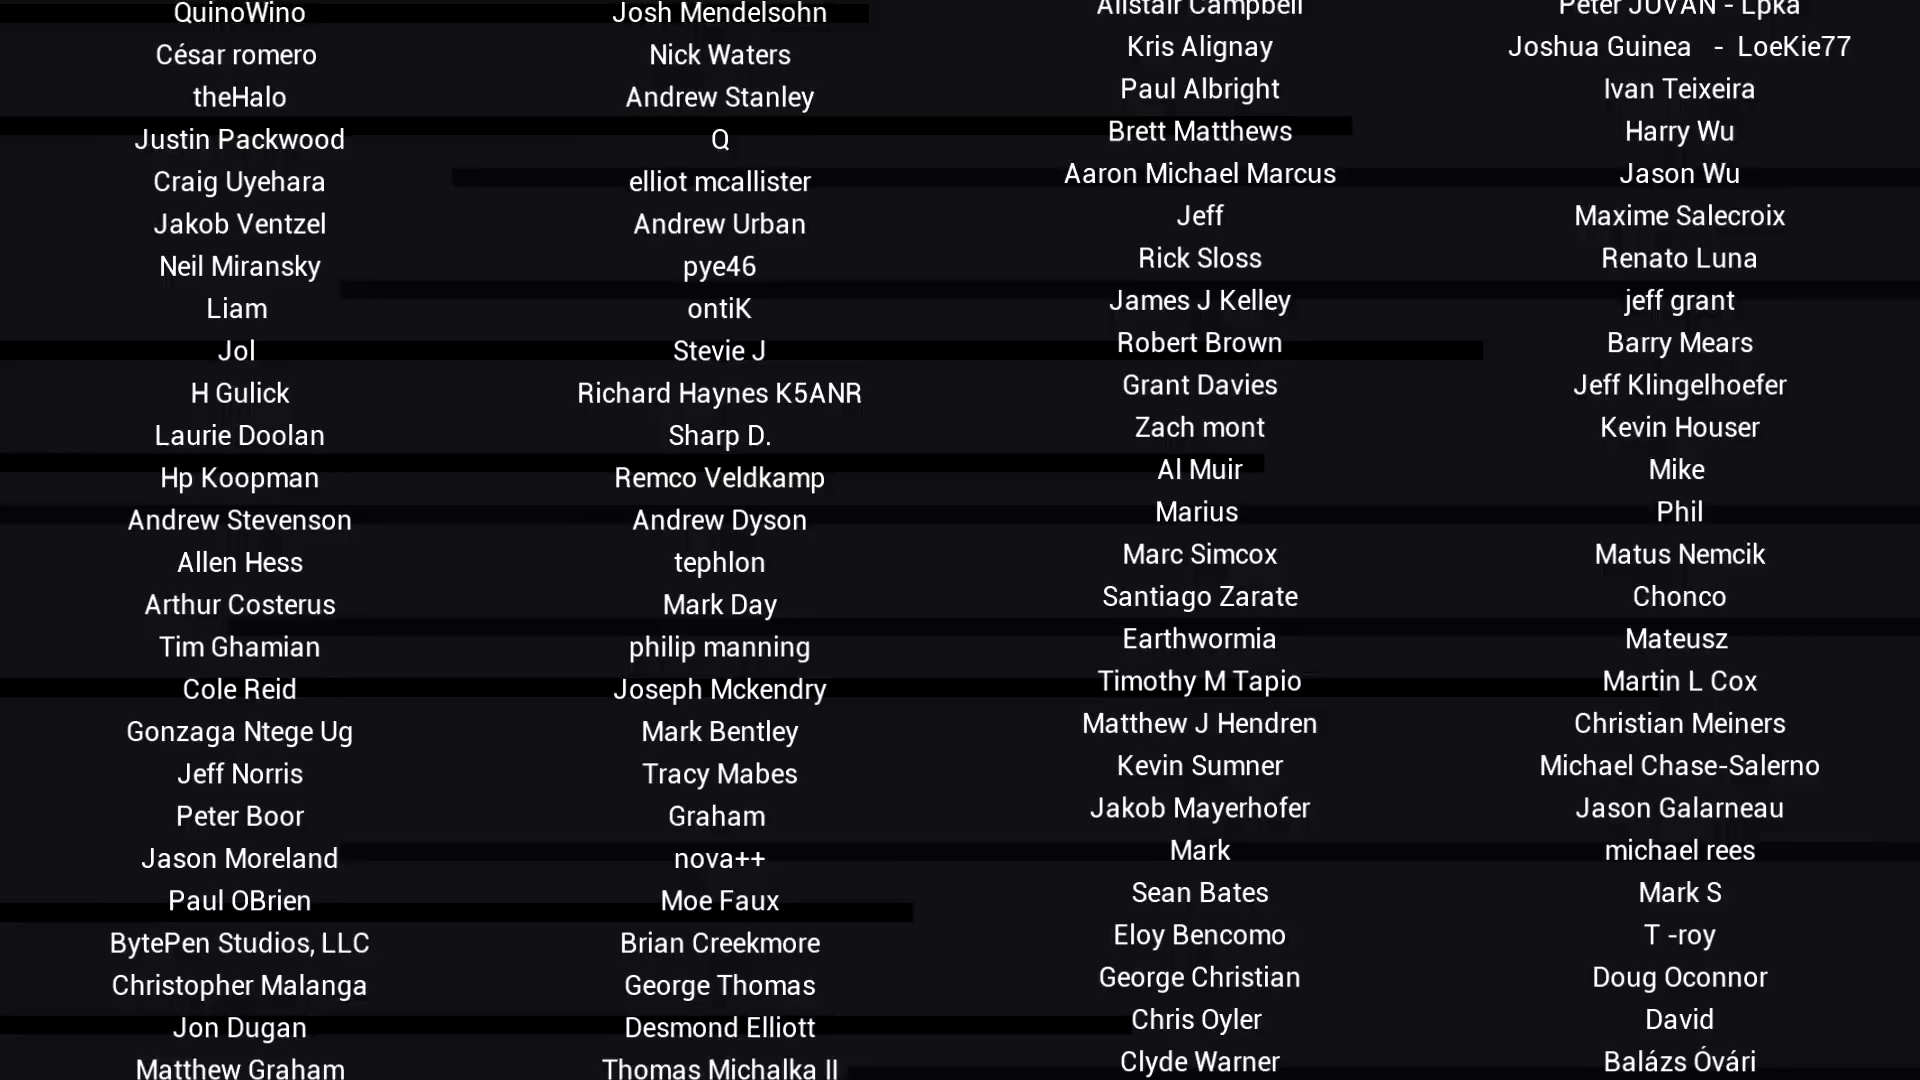 QuinoWino
César romero
theHalo
Justin Packwood
Craig Uyehara
Jakob Ventzel
Neil Miransky
Liam
Jol
H Gulick
Laurie Doolan
Hp Koopman
Andrew Stevenson
Allen Hess
Arthur Costerus
Tim Ghamian
Cole Reid
Gonzaga Ntege Ug
Jeff Norris
Peter Boor
Jason Moreland
Paul OBrien
BytePen Studios, LLC
Christopher Malanga
Jon Dugan
Matthew Graham
Josh Mendelsohn
Nick Waters
Andrew Stanley
Q
elliot mcallister
Andrew Urban
pye46
ontiK
Stevie J
Richard Haynes K5ANR
Sharp D.
Remco Veldkamp
Andrew Dyson
tephlon
Mark Day
philip manning
Joseph Mckendry
Mark Bentley
Tracy Mabes
Graham
nova++
Moe Faux
Brian Creekmore
George Thomas
Desmond Elliott
Thomas Michalka II
Alistair Campbell
Kris Alignay
Paul Albright
Brett Matthews
Aaron Michael Marcus
Jeff
Rick Sloss
James J Kelley
Robert Brown
Grant Davies
Zach mont
Al Muir
Marius
Marc Simcox
Santiago Zarate
Earthwormia
Timothy M Tapio
Matthew J Hendren
Kevin Sumner
Jakob Mayerhofer
Mark
Sean Bates
Eloy Bencomo
George Christian
Chris Oyler
Clyde Warner
Peter JUVAN - Lpka
Joshua Guinea - LoeKie77
Ivan Teixeira
Harry Wu
Jason Wu
Maxime Salecroix
Renato Luna
jeff grant
Barry Mears
Jeff Klingelhoefer
Kevin Houser
Mike
Phil
Matus Nemcik
Chonco
Mateusz
Martin L Cox
Christian Meiners
Michael Chase-Salerno
Jason Galarneau
michael rees
Mark S
T -roy
Doug Oconnor
David
Balázs Óvári